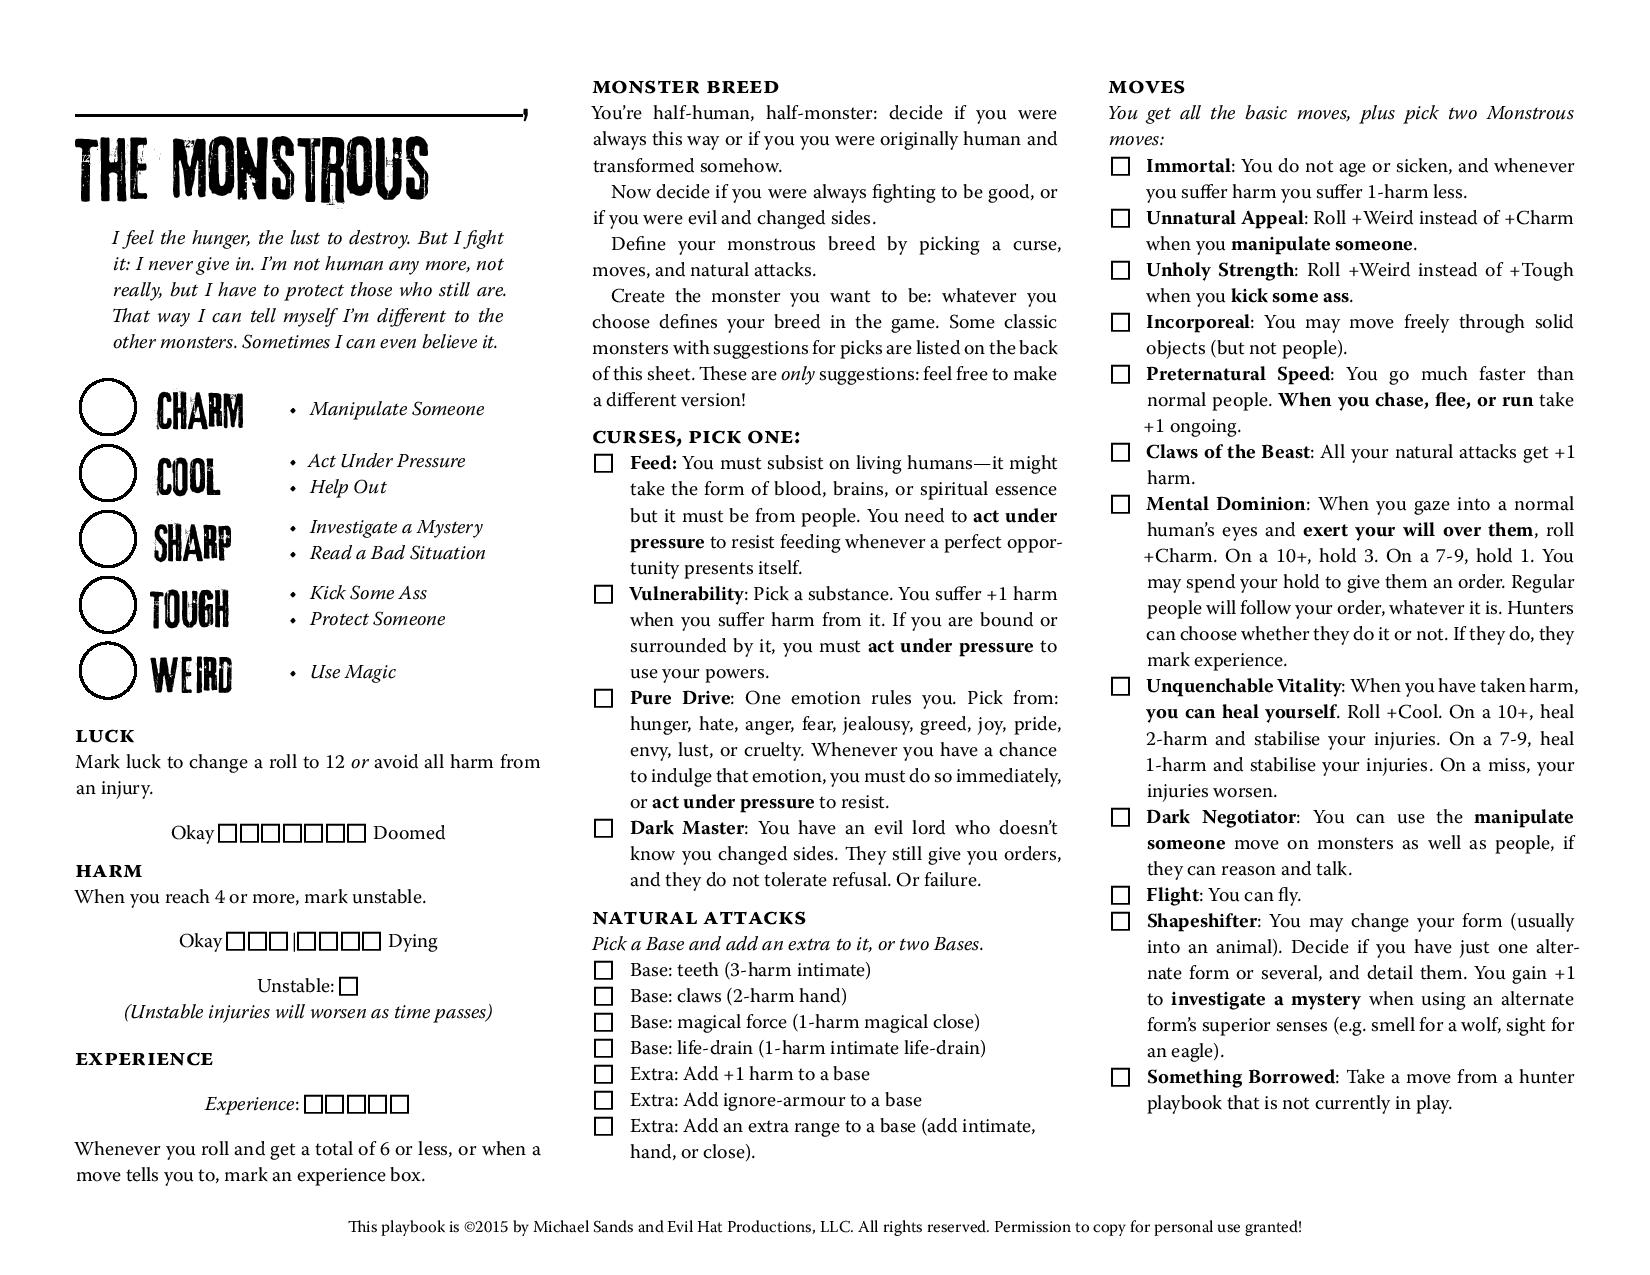 ,
THE MONSTROUS
I feel the hunger, the lust to destroy. But I fight
it: I never give in. I'm not human any more, not
really, but I have to protect those who still are.
That way I can tell myself I'm different to the
other monsters. Sometimes I can even believe it.
CHARM
• Manipulate Someone
COOL
• Act Under Pressure
• Help Out
SHARP
• Investigate a Mystery
• Read a Bad Situation
TOUGH
• Kick Some Ass
• Protect Someone
WEIRD
• Use Magic
LUCK
Mark luck to change a roll to 12 or avoid all harm from
an injury.
Okay Doomed
HARM
When you reach 4 or more, mark unstable.
Okay Dying
Unstable:
(Unstable injuries will worsen as time passes)
EXPERIENCE
Experience:
Whenever you roll and get a total of 6 or less, or when a
move tells you to, mark an experience box.
MONSTER BREED
You're half-human, half-monster: decide if you were
always this way or if you you were originally human and
transformed somehow.
Now decide if you were always fighting to be good, or
if you were evil and changed sides.
Define your monstrous breed by picking a curse,
moves, and natural attacks.
Create the monster you want to be: whatever you
choose defines your breed in the game. Some classic
monsters with suggestions for picks are listed on the back
of this sheet. These are only suggestions: feel free to make
a different version!
CURSES, PICK ONE:
Feed: You must subsist on living humans—it might
take the form of blood, brains, or spiritual essence
but it must be from people. You need to act under
pressure to resist feeding whenever a perfect oppor-
tunity presents itself.
Vulnerability: Pick a substance. You suffer +1 harm
when you suffer harm from it. If you are bound or
surrounded by it, you must act under pressure to
use your powers.
Pure Drive: One emotion rules you. Pick from:
hunger, hate, anger, fear, jealousy, greed, joy, pride,
envy, lust, or cruelty. Whenever you have a chance
to indulge that emotion, you must do so immediately,
or act under pressure to resist.
Dark Master: You have an evil lord who doesn't
know you changed sides. They still give you orders,
and they do not tolerate refusal. Or failure.
NATURAL ATTACKS
Pick a Base and add an extra to it, or two Bases.
Base: teeth (3-harm intimate)
Base: claws (2-harm hand)
Base: magical force (1-harm magical close)
Base: life-drain (1-harm intimate life-drain)
Extra: Add +1 harm to a base
Extra: Add ignore-armour to a base
Extra: Add an extra range to a base (add intimate,
hand, or close).
MOVES
You get all the basic moves, plus pick two Monstrous
moves:
Immortal: You do not age or sicken, and whenever
you suffer harm you suffer 1-harm less.
Unnatural Appeal: Roll +Weird instead of +Charm
when you manipulate someone.
Unholy Strength: Roll +Weird instead of +Tough
when you kick some ass.
Incorporeal: You may move freely through solid
objects (but not people).
Preternatural Speed: You go much faster than
normal people. When you chase, flee, or run take
+1 ongoing.
Claws of the Beast: All your natural attacks get +1
harm.
Mental Dominion: When you gaze into a normal
human's eyes and exert your will over them, roll
+Charm. On a 10+, hold 3. On a 7-9, hold 1. You
may spend your hold to give them an order. Regular
people will follow your order, whatever it is. Hunters
can choose whether they do it or not. If they do, they
mark experience.
Unquenchable Vitality: When you have taken harm,
you can heal yourself. Roll +Cool. On a 10+, heal
2-harm and stabilise your injuries. On a 7-9, heal
1-harm and stabilise your injuries. On a miss, your
injuries worsen.
Dark Negotiator: You can use the manipulate
someone move on monsters as well as people, if
they can reason and talk.
Flight: You can fly.
Shapeshifter: You may change your form (usually
into an animal). Decide if you have just one alter-
nate form or several, and detail them. You gain +1
to investigate a mystery when using an alternate
form's superior senses (e.g. smell for a wolf, sight for
an eagle).
Something Borrowed: Take a move from a hunter
playbook that is not currently in play.
This playbook is ©2015 by Michael Sands and Evil Hat Productions, LLC. All rights reserved. Permission to copy for personal use granted!